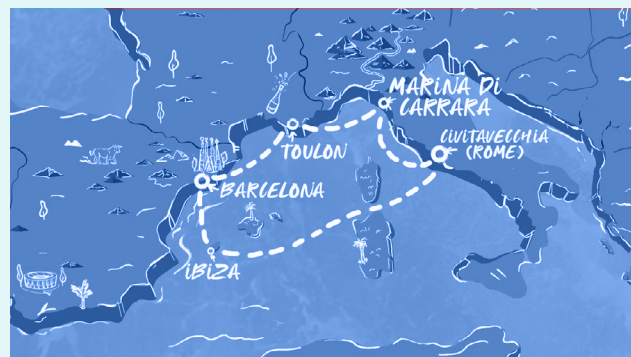 MARINA DI
CARRARA
CIVITAVECCHIA
(ROME)
TOULON
BARCELONA
IBIZA